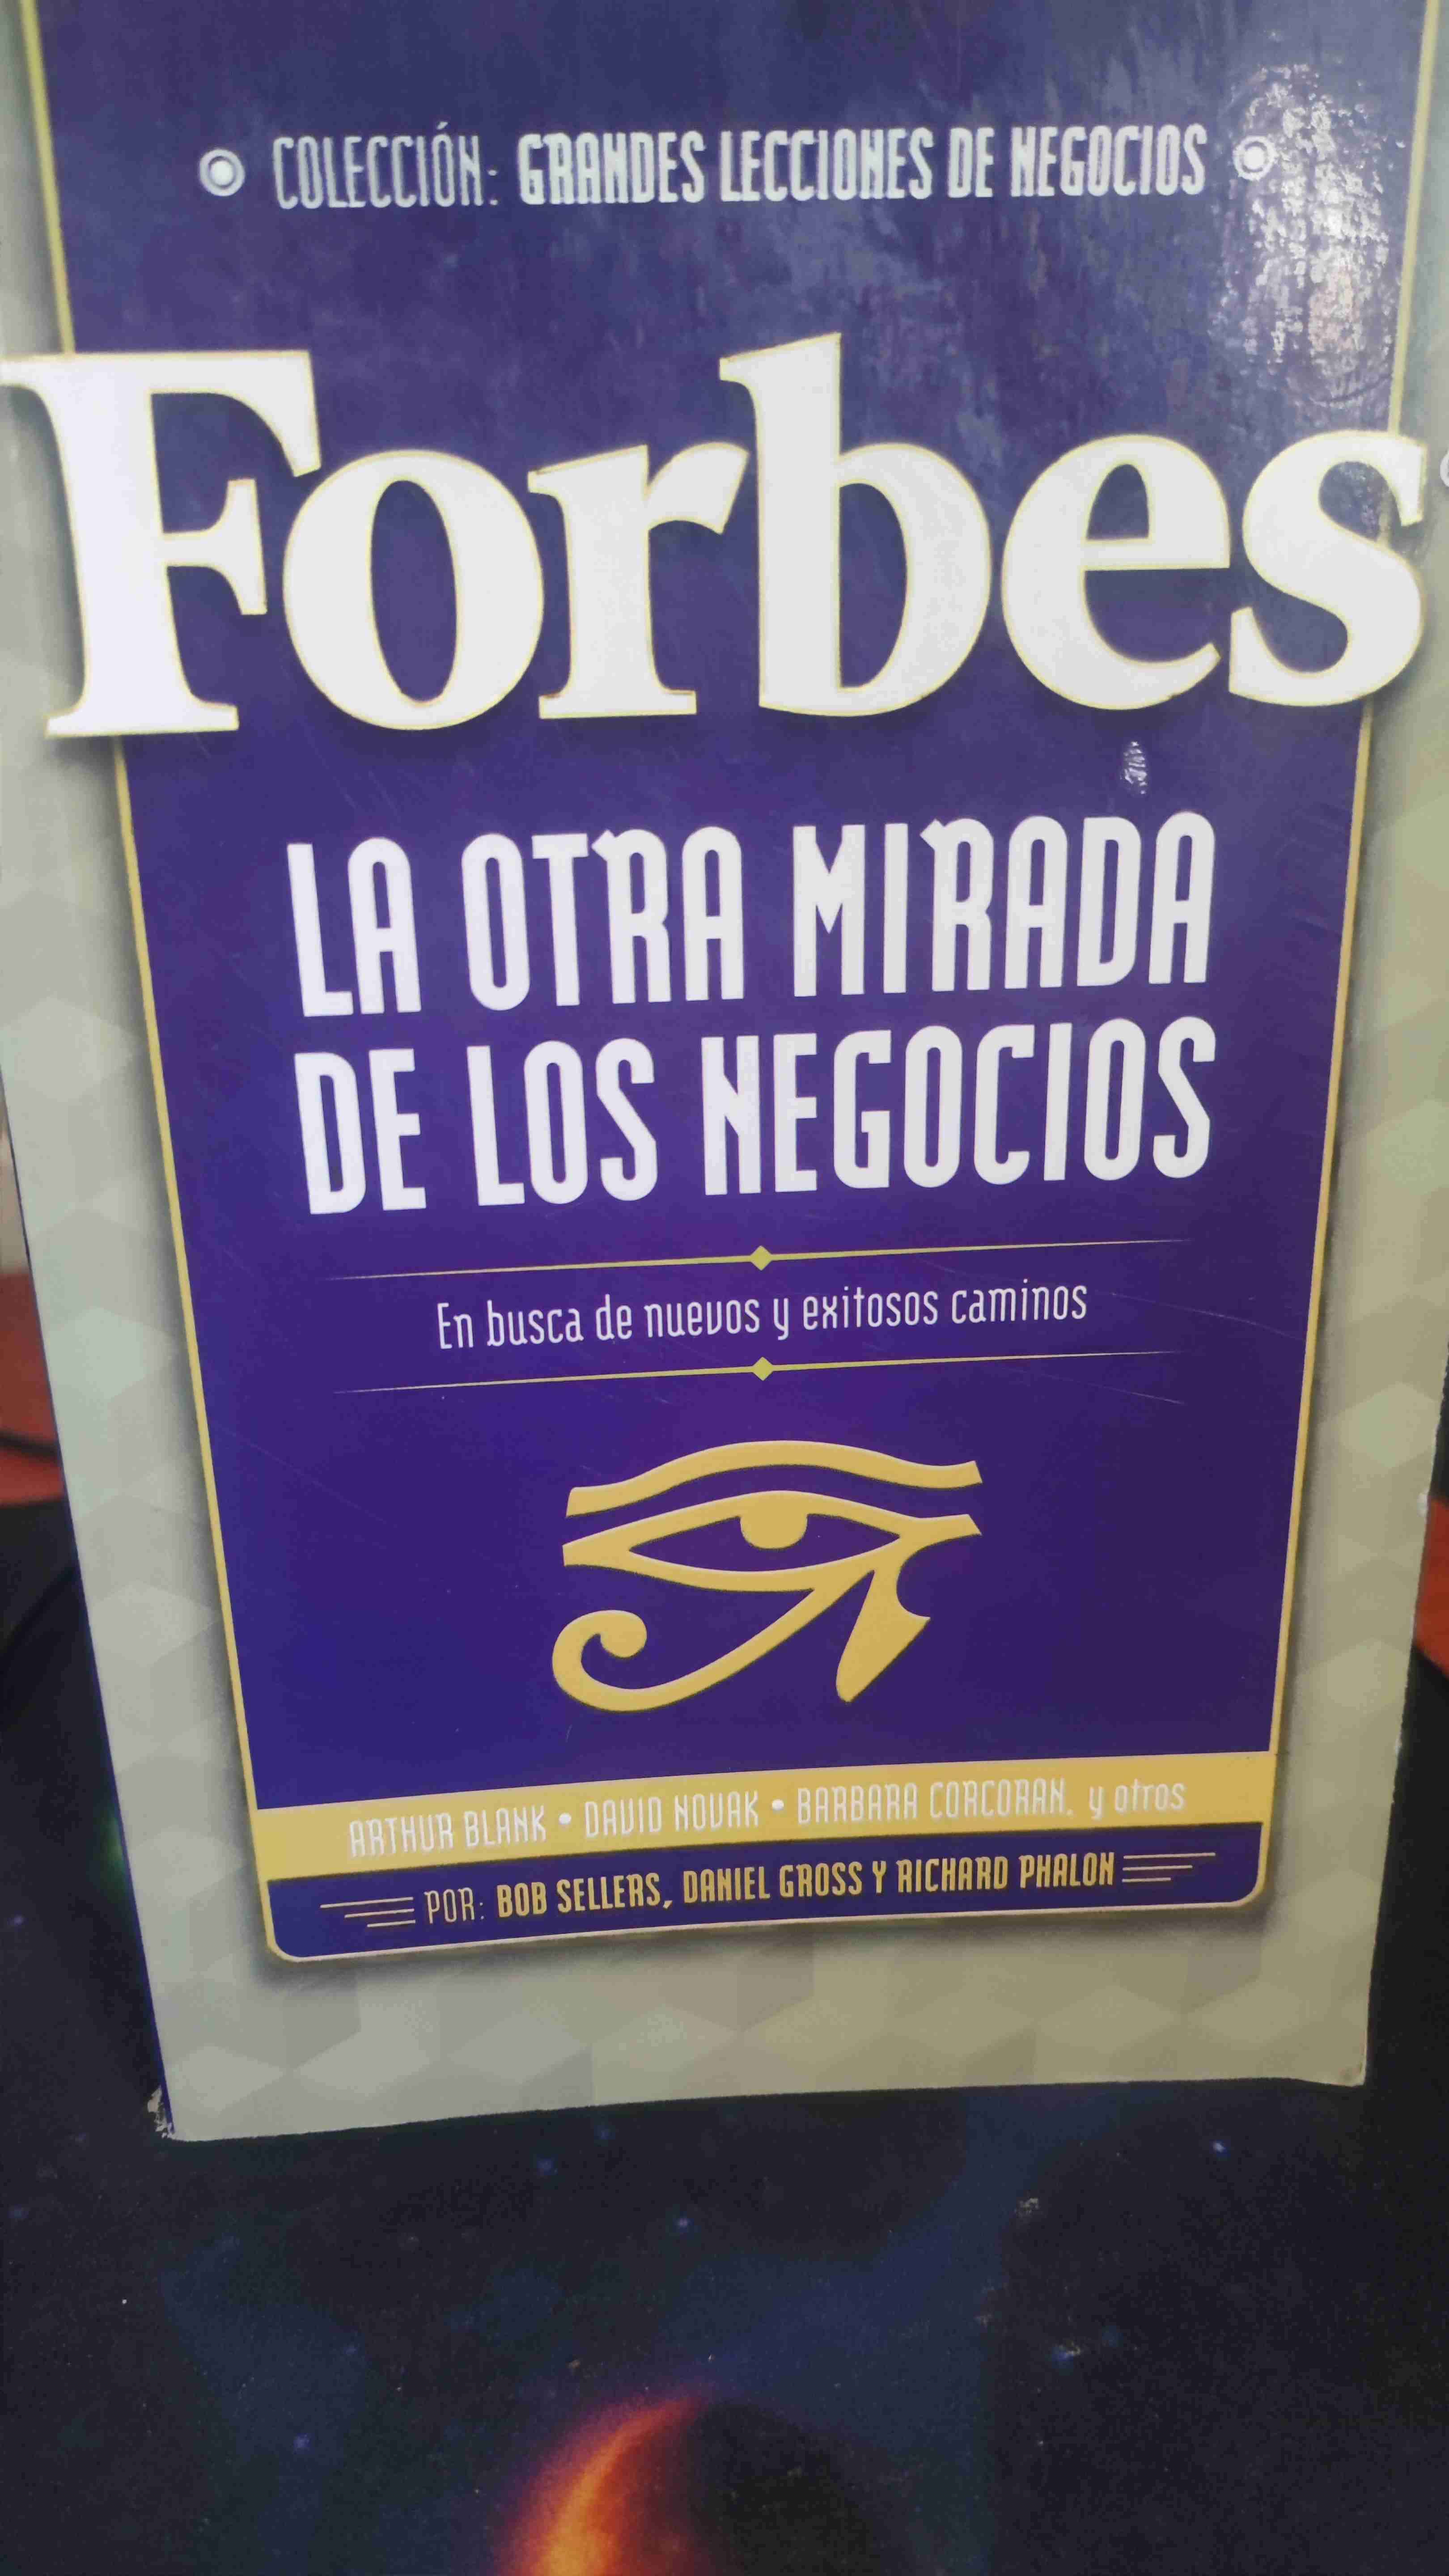 COLECCIÓN: GRANDES LECCIONES DE NEGOCIOS
Forbes
LA OTRA MIRADA
DE LOS NEGOCIOS
En busca de nuevos y exitosos caminos
ARTHUR BLANK • DAVID NOVAK • BARBARA CORCORAN, y otros
POR: BOB SELLERS, DANIEL GROSS Y RICHARD PHALON